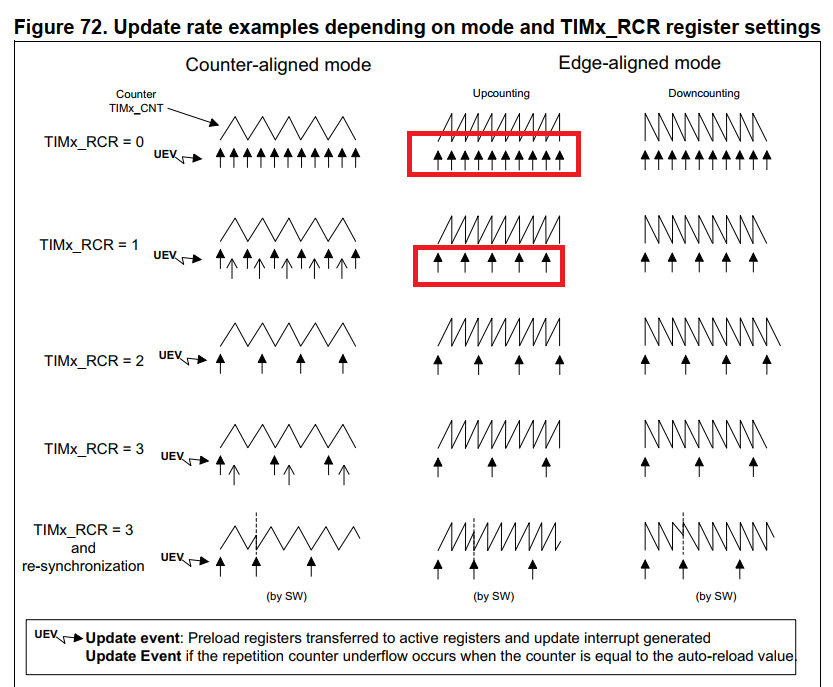 Figure 72. Update rate examples depending on mode and TIMx_RCR register settings
Counter-aligned mode
Edge-aligned mode
Counter
TIMx_CNT
Upcounting
Downcounting
TIMx_RCR = 0
UEV
TIMx_RCR = 1
UEV
TIMx_RCR = 2
UEV
TIMx_RCR = 3
UEV
TIMx_RCR = 3
and
re-synchronization
UEV
(by SW)
(by SW)
(by SW)
UEV
Update event: Preload registers transferred to active registers and update interrupt generated
Update Event if the repetition counter underflow occurs when the counter is equal to the auto-reload value.